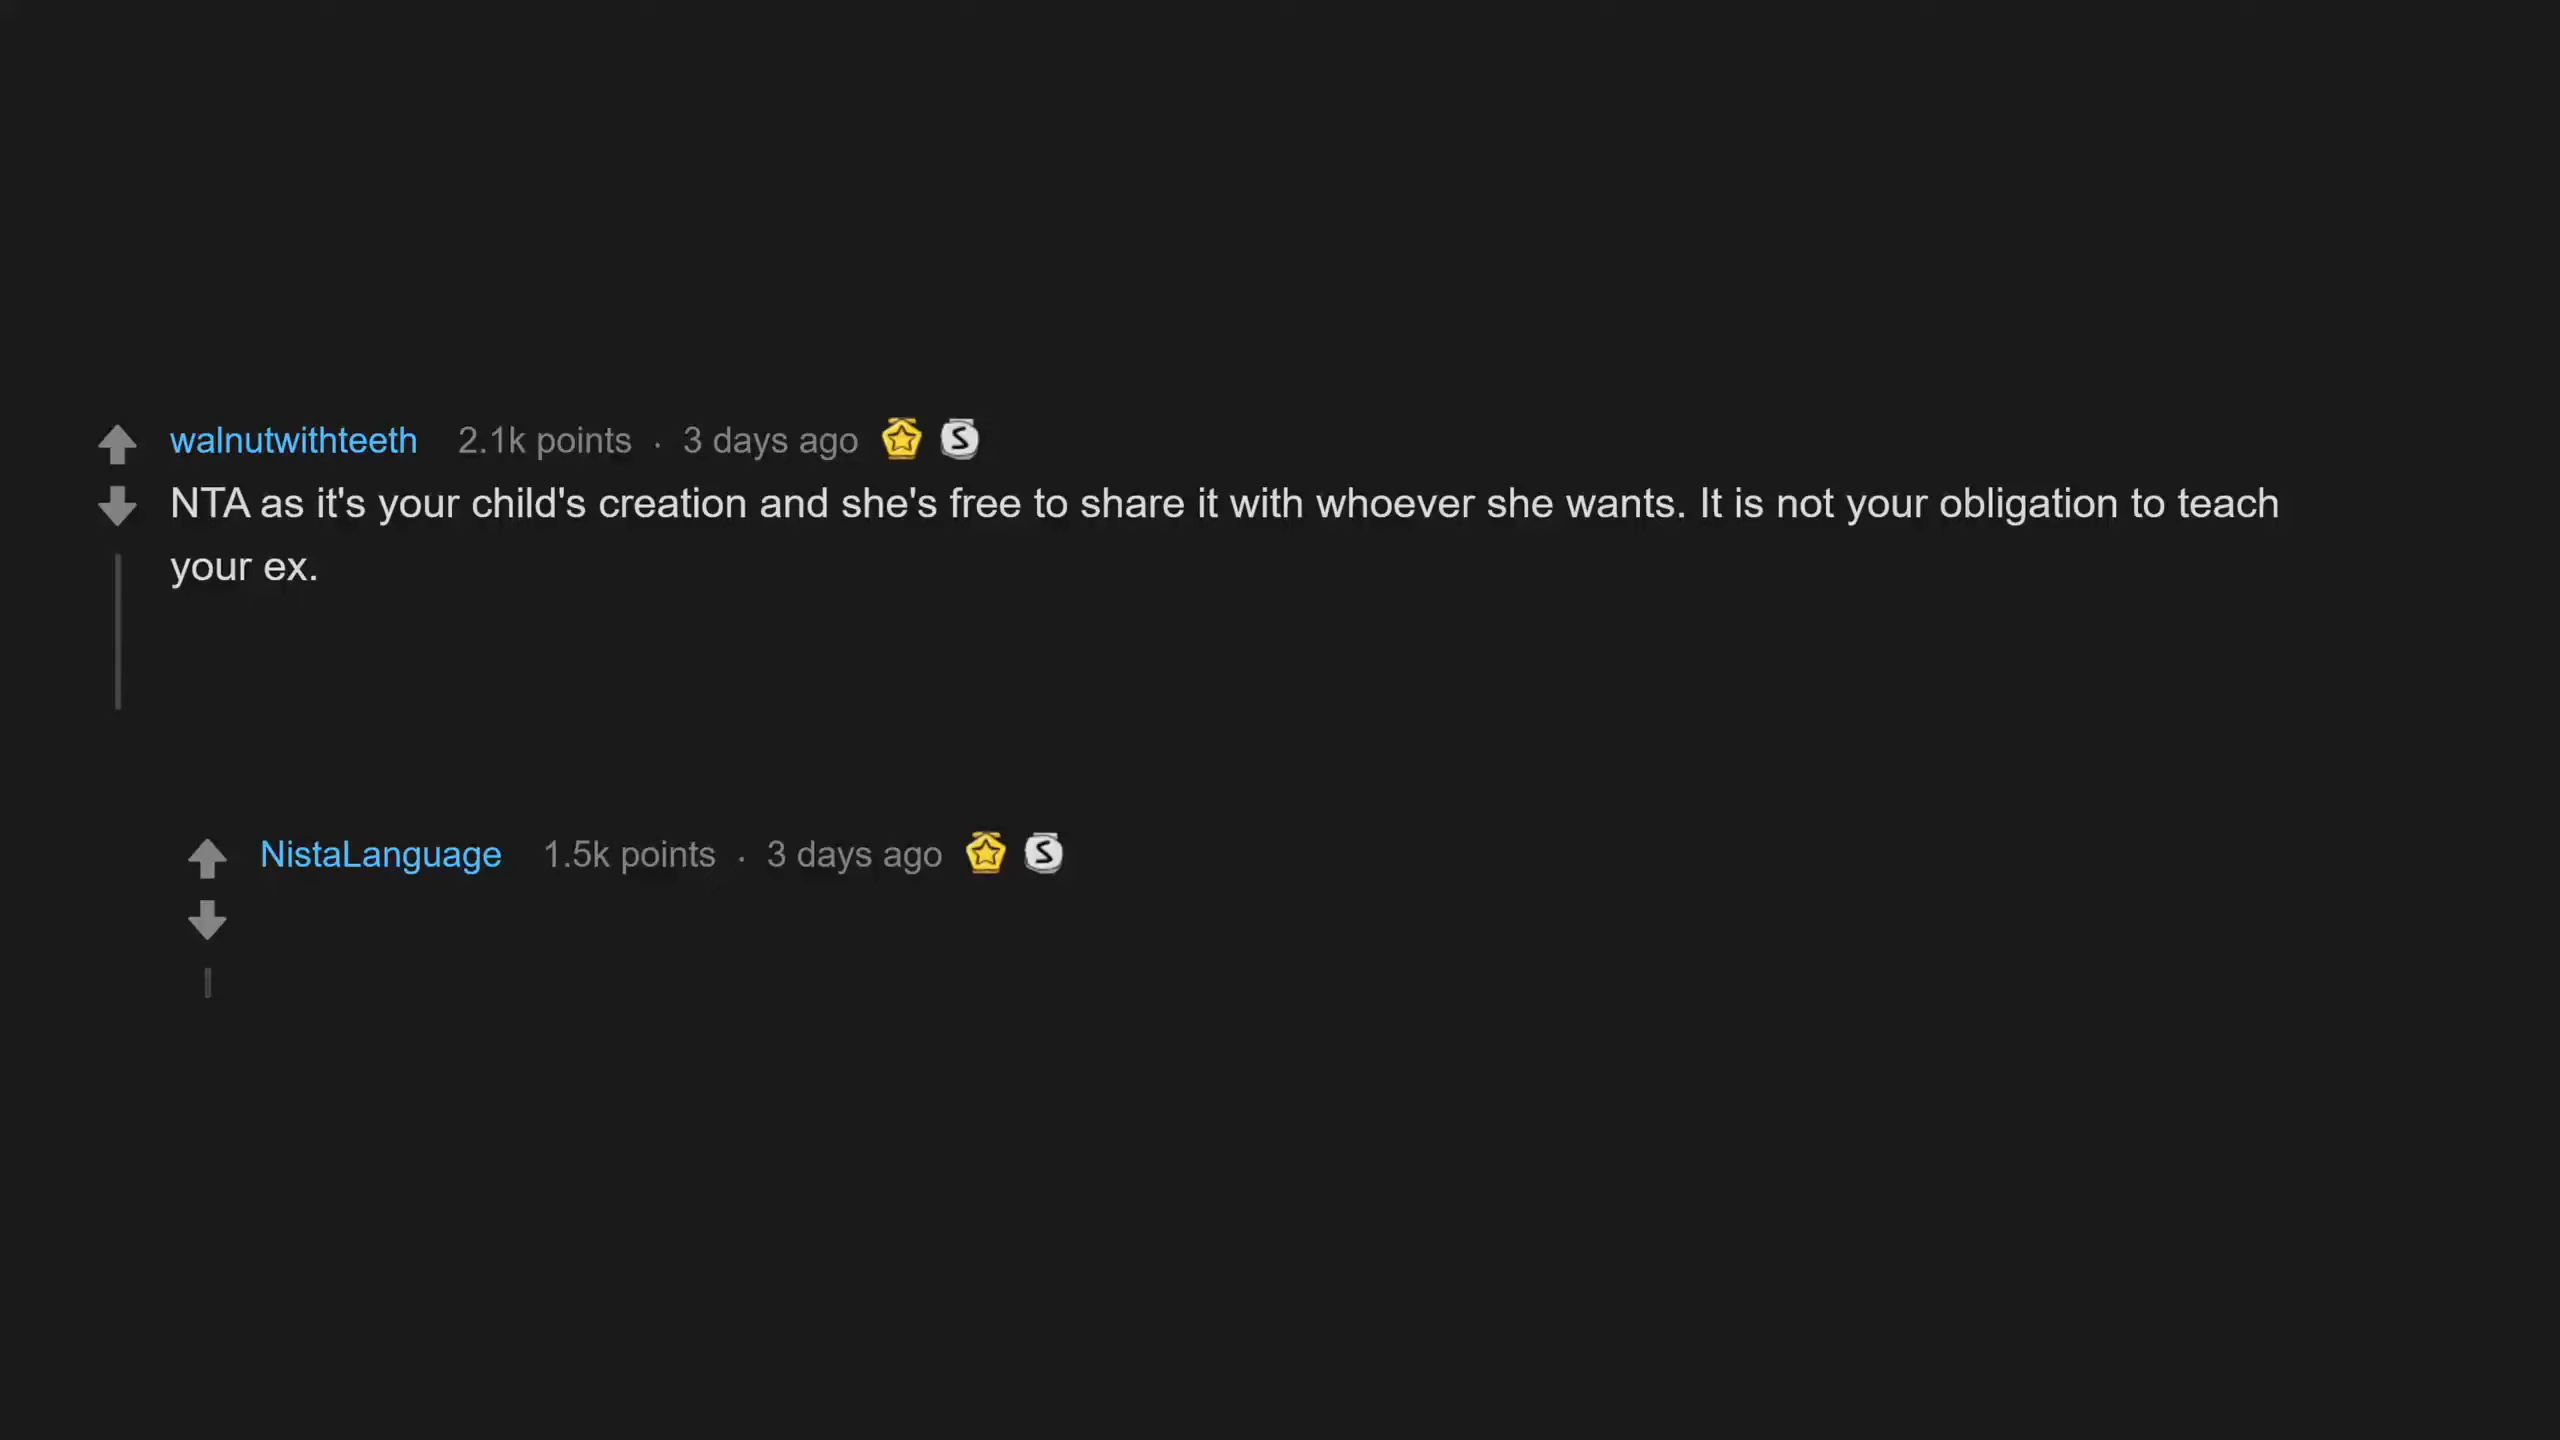 walnutwithteeth 2.1k points · 3 days ago
NTA as it's your child's creation and she's free to share it with whoever she wants. It is not your obligation to teach
your ex.
NistaLanguage 1.5k points · 3 days ago